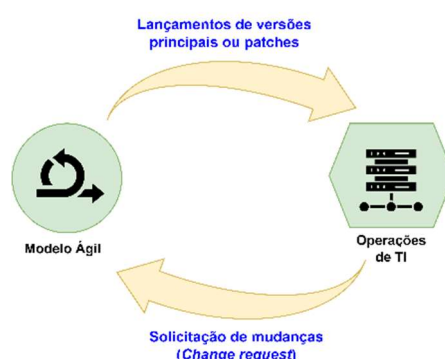 Lançamentos de versões
principais ou patches
Modelo Ágil
Operações
de TI
Solicitação de mudanças
(Change request)